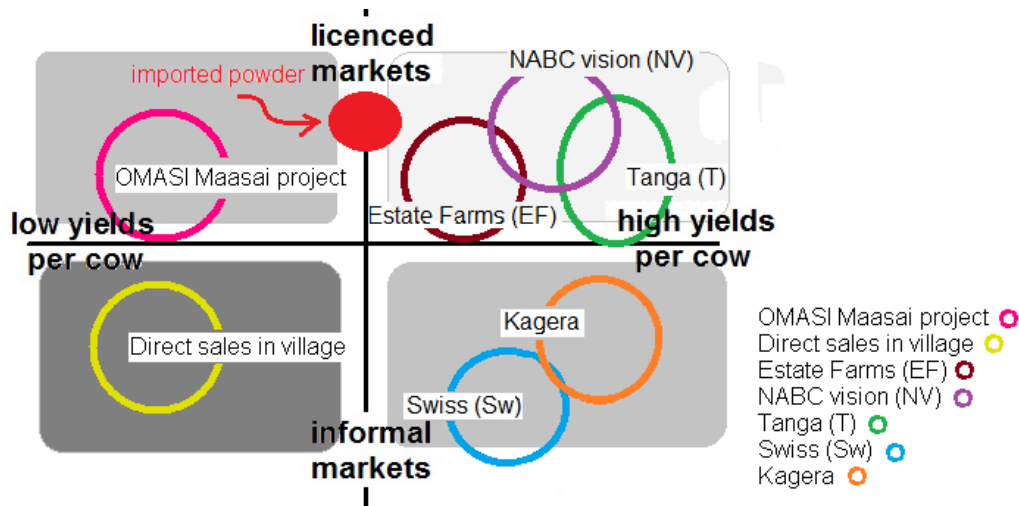 licenced
markets
NABC vision (NV)
imported powder
OMASI Maasai project
Tanga (T)
Estate Farms (EF)
low yields
per cow
high yields
per cow
Kagera
Direct sales in village
Swiss (Sw)
informal
markets
OMASI Maasai project
Direct sales in village
Estate Farms (EF)
NABC vision (NV)
Tanga (T)
Swiss (Sw)
Kagera